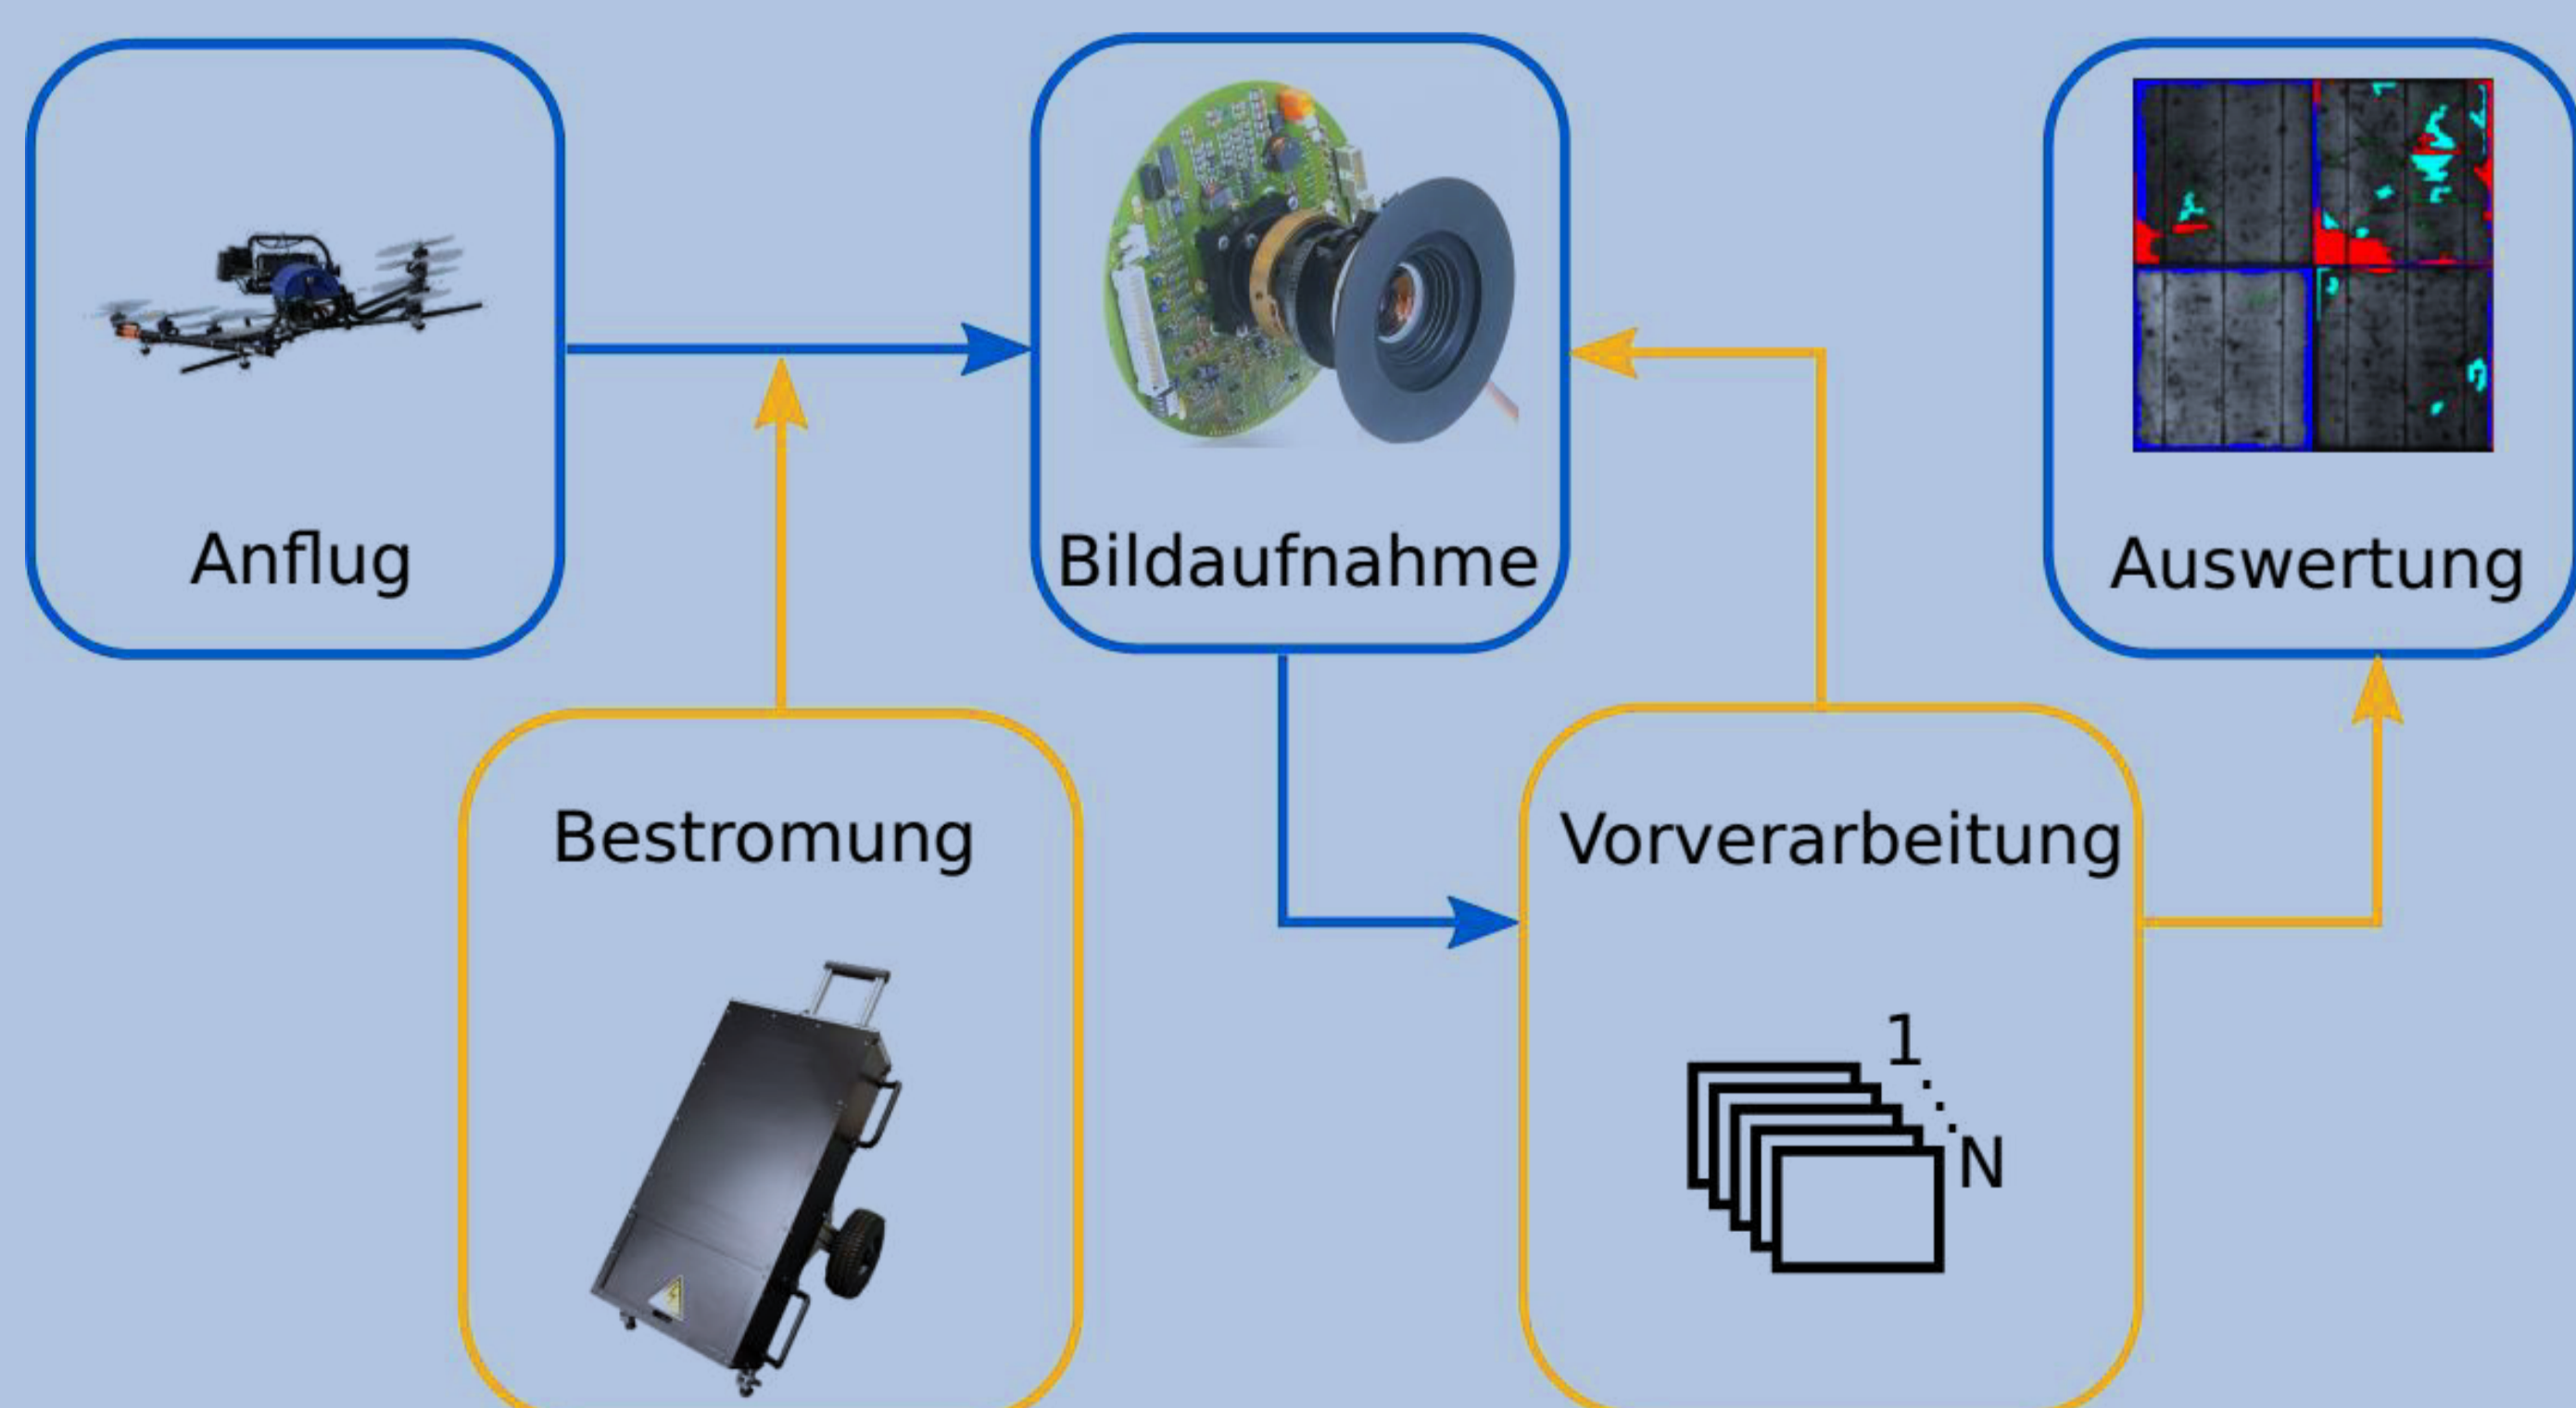 Anflug
Bildaufnahme
Auswertung
Bestromung
Vorverarbeitung
1
.
.
.
N